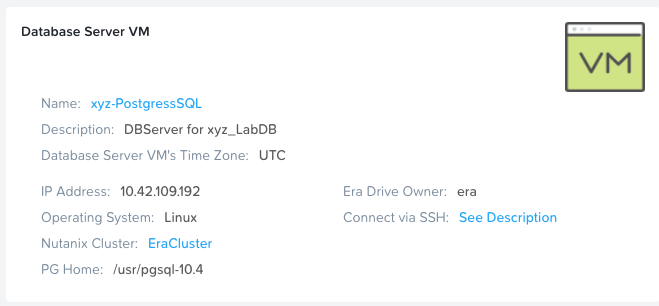 Database Server VM
VM
Name: xyz-PostgressSQL
Description: DBServer for xyz_LabDB
Database Server VM's Time Zone: UTC
IP Address: 10.42.109.192 Era Drive Owner: era
Operating System: Linux Connect via SSH: See Description
Nutanix Cluster: EraCluster
PG Home: /usr/pgsql-10.4